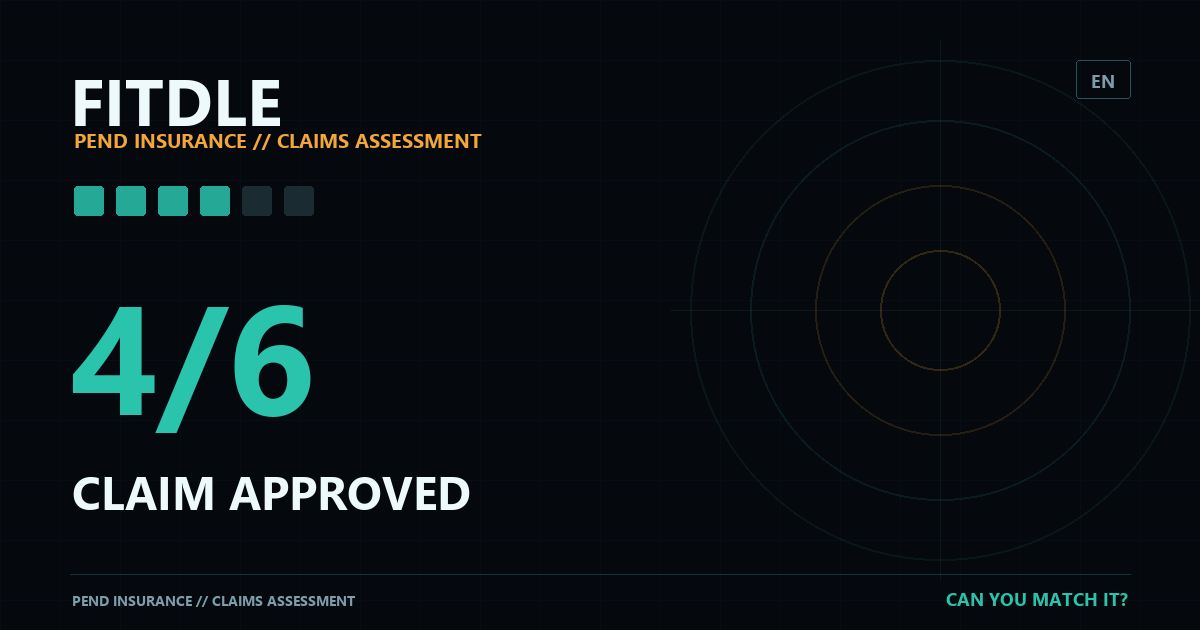 FITDLE
EN
PEND INSURANCE // CLAIMS ASSESSMENT
4/6
CLAIM APPROVED
PEND INSURANCE // CLAIMS ASSESSMENT
CAN YOU MATCH IT?